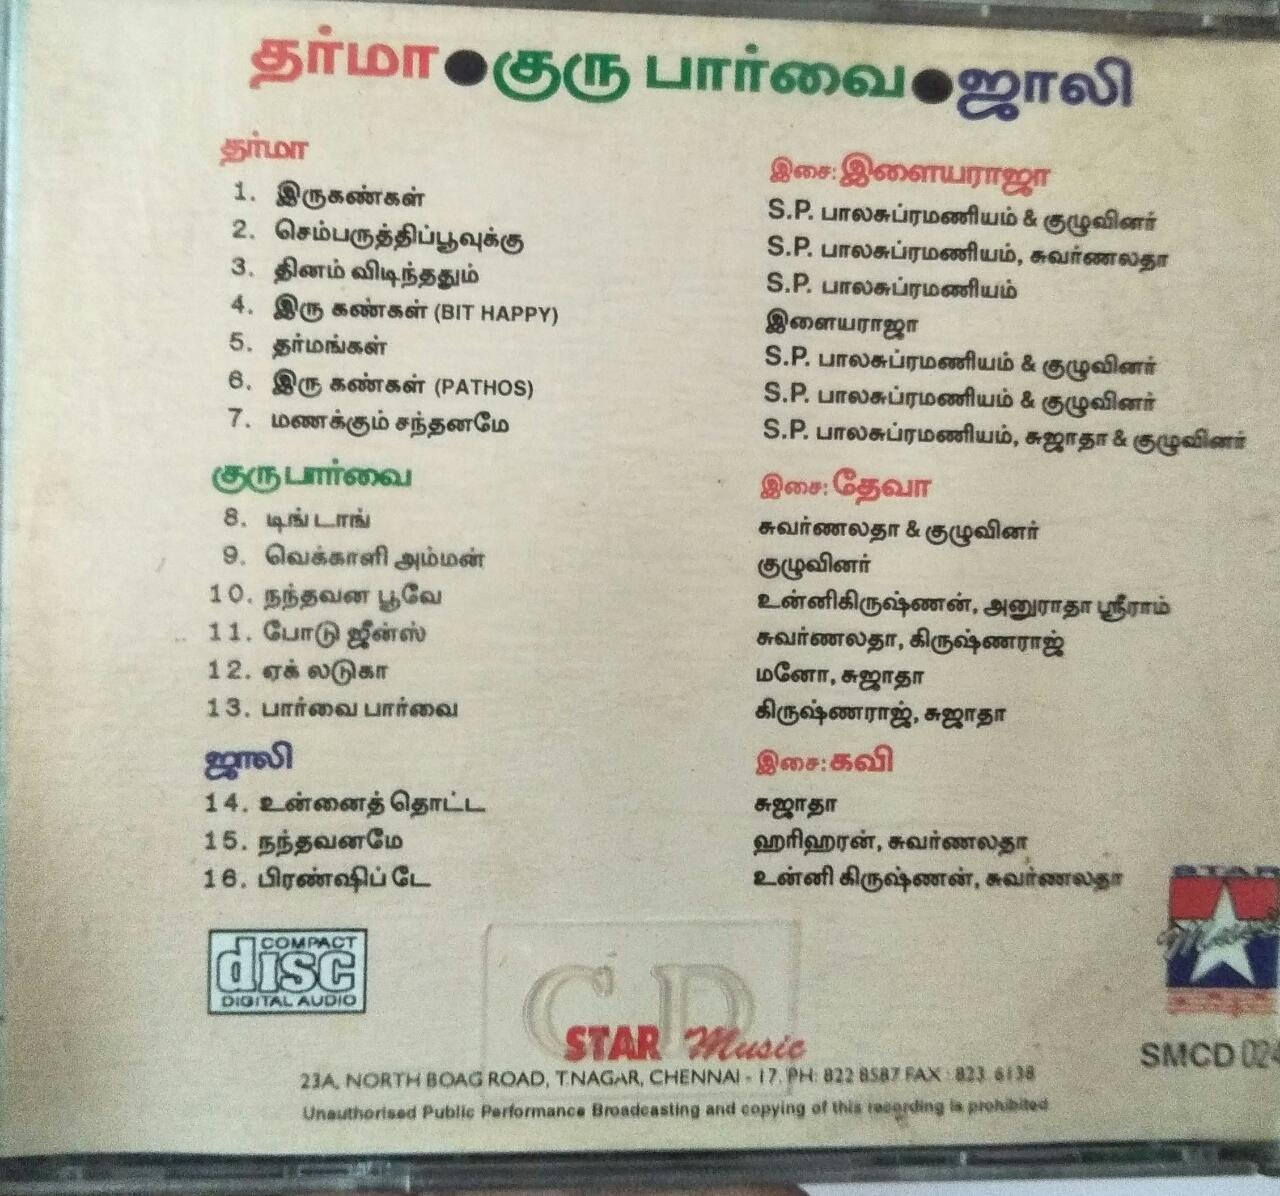 தர்மா ● குரு பார்வை ● ஜாலி
தர்மா இசை: இளையராஜா
1. இருகண்கள் S.P. பாலசுப்ரமணியம் & குழுவினர்
2. செம்பருத்திப்பூவுக்கு S.P. பாலசுப்ரமணியம், சுவர்ணலதா
3. தினம் விடிந்ததும் S.P. பாலசுப்ரமணியம்
4. இரு கண்கள் (BIT HAPPY) இளையராஜா
5. தர்மங்கள் S.P. பாலசுப்ரமணியம் & குழுவினர்
6. இரு கண்கள் (PATHOS) S.P. பாலசுப்ரமணியம் & குழுவினர்
7. மணக்கும் சந்தனமே S.P. பாலசுப்ரமணியம், சுஜாதா & குழுவினர்
குரு பார்வை இசை: தேவா
8. டிங் டாங் சுவர்ணலதா & குழுவினர்
9. வெக்காளி அம்மன் குழுவினர்
10. நந்தவன பூவே உன்னிகிருஷ்ணன், அனுராதா ஸ்ரீராம்
11. போடு ஜீன்ஸ் சுவர்ணலதா, கிருஷ்ணராஜ்
12. ஏக் லடுகா மனோ, சுஜாதா
13. பார்வை பார்வை கிருஷ்ணராஜ், சுஜாதா
ஜாலி இசை: கவி
14. உன்னைத் தொட்ட சுஜாதா
15. நந்தவனமே ஹரிஹரன், சுவர்ணலதா
16. பிரண்ஷிப் டே உன்னி கிருஷ்ணன், சுவர்ணலதா
COMPACT
disc
DIGITAL AUDIO
CD
STAR Music
STAR
Music
SMCD 024
23A, NORTH BOAG ROAD, T.NAGAR, CHENNAI - 17. PH: 822 8587 FAX : 823 6138
Unauthorised Public Performance Broadcasting and copying of this recording is prohibited